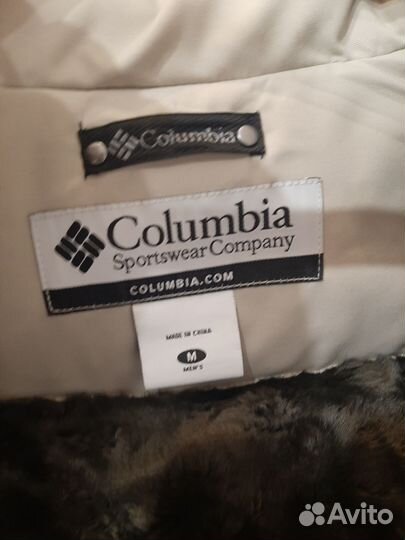 Columbia
Columbia
Sportswear Company
COLUMBIA.COM
MADE IN CHINA
M
MEN'S
Avito